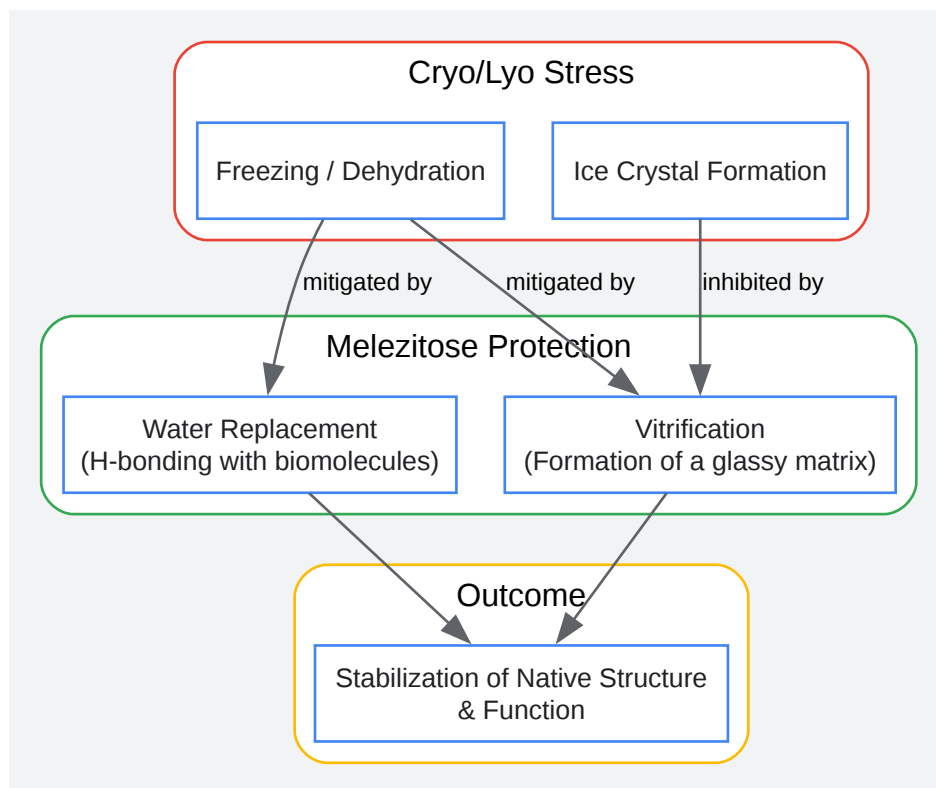 Cryo/Lyo Stress
Freezing / Dehydration
Ice Crystal Formation
mitigated by
mitigated by
inhibited by
Melezitose Protection
Water Replacement
(H-bonding with biomolecules)
Vitrification
(Formation of a glassy matrix)
Outcome
Stabilization of Native Structure
& Function